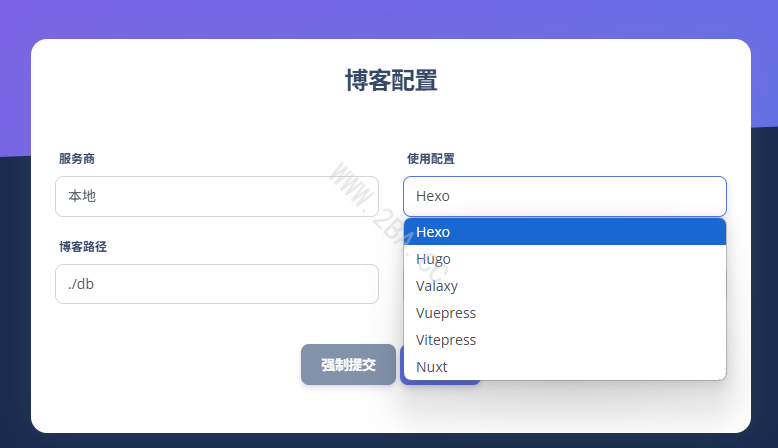 博客配置
服务商
使用配置
本地
Hexo
博客路径
./db
Hexo
Hugo
Valaxy
Vuepress
Vitepress
Nuxt
强制提交
WWW.2BA.CC